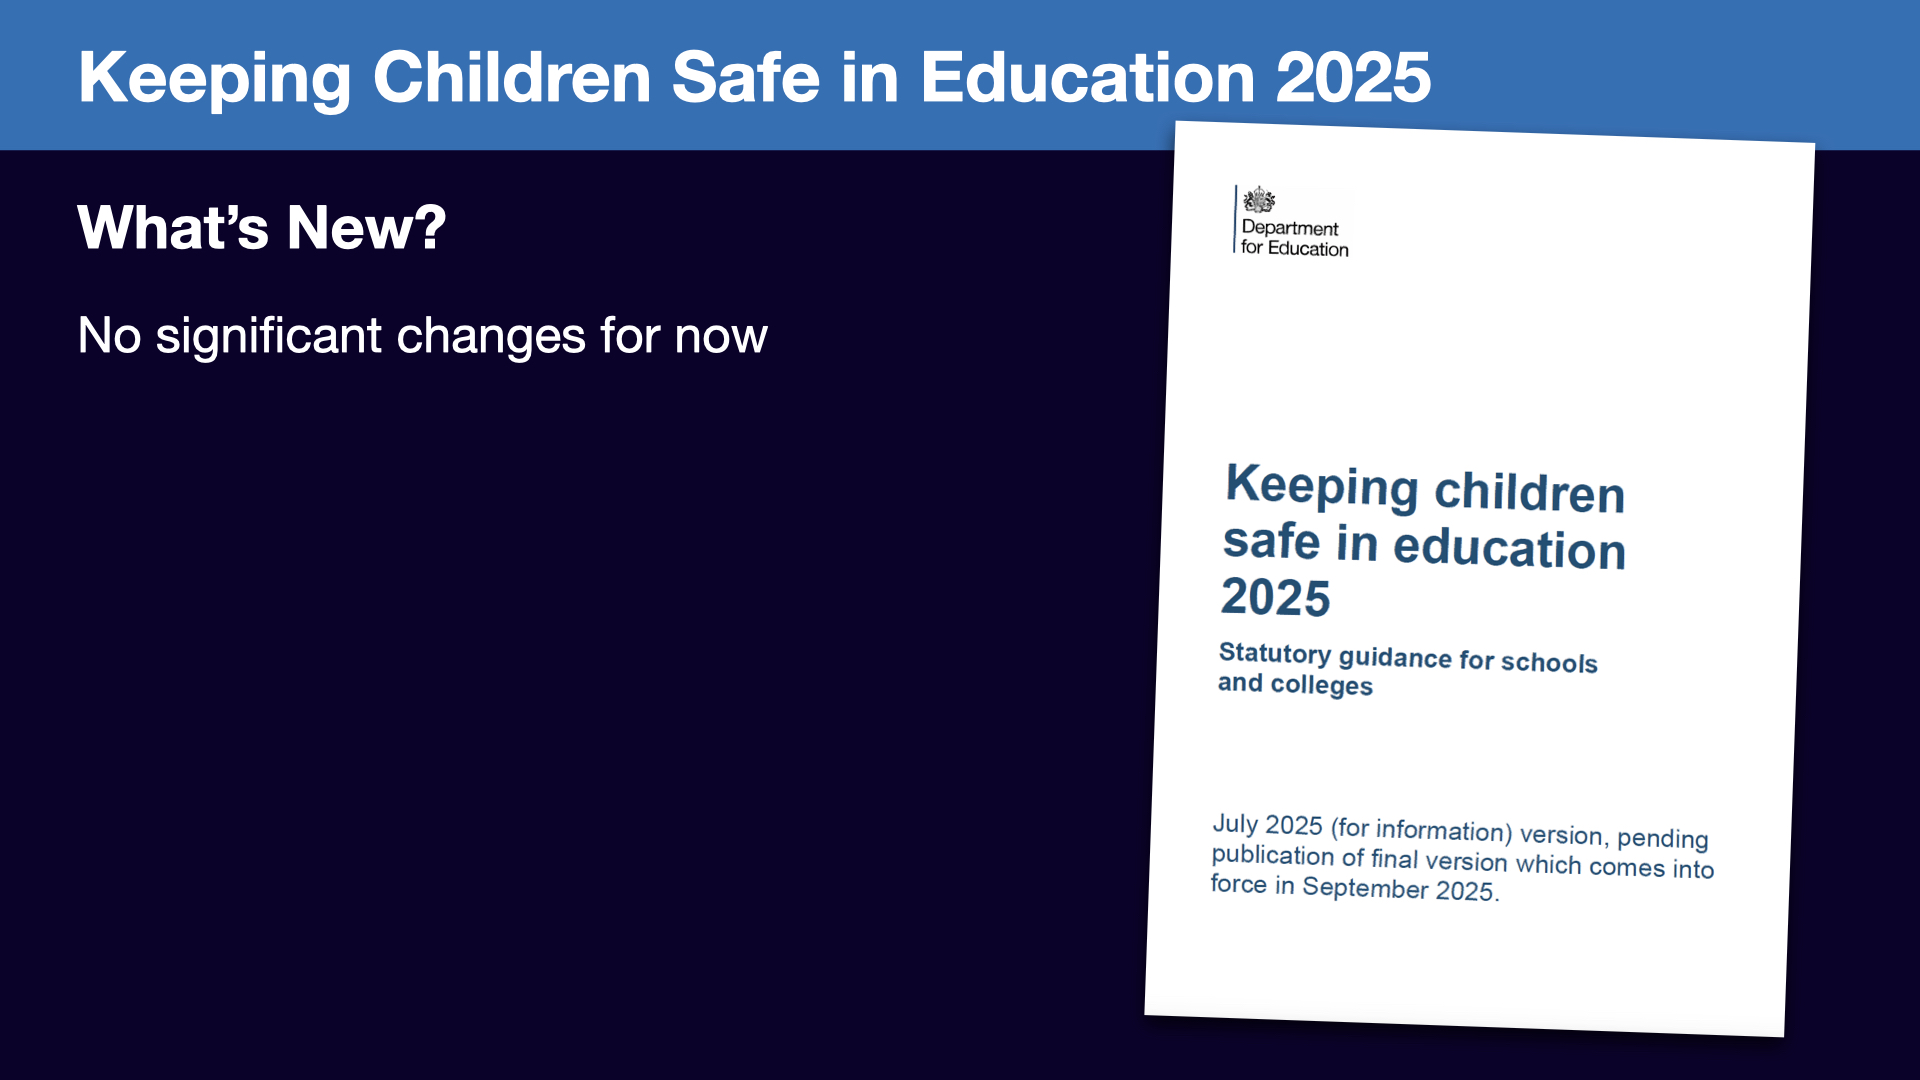 Keeping Children Safe in Education 2025
What’s New?
No significant changes for now
Department
for Education
Keeping children
safe in education
2025
Statutory guidance for schools
and colleges
July 2025 (for information) version, pending
publication of final version which comes into
force in September 2025.